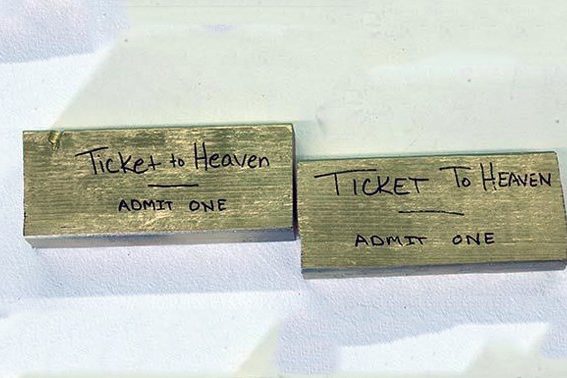 Ticket to Heaven
ADMIT ONE
TICKET TO HEAVEN
ADMIT ONE